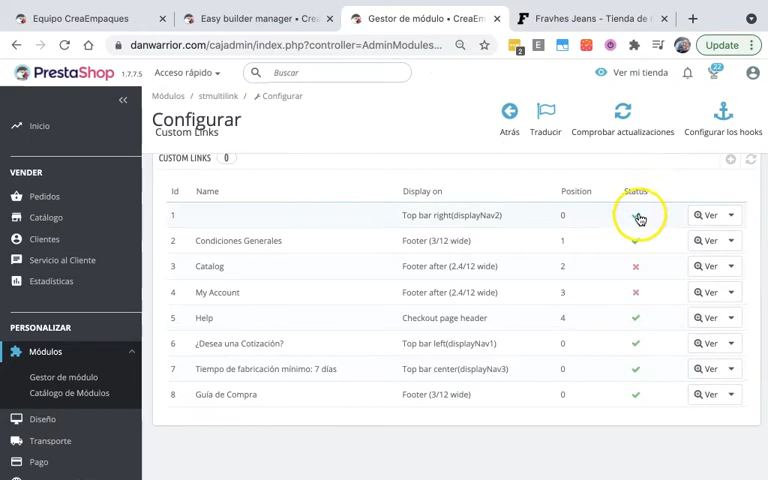 Equipo CreaEmpaques
Easy builder manager • Crea
Gestor de módulo • CreaEm
Fravhes Jeans - Tienda de
danwarrior.com/cajadmin/index.php?controller=AdminModules...
2
Update
PrestaShop 1.7.7.5
Acceso rápido
Buscar
Ver mi tienda
22
Inicio
VENDER
Pedidos
Catálogo
Clientes
Servicio al Cliente
Estadísticas
PERSONALIZAR
Módulos
Gestor de módulo
Catálogo de Módulos
Diseño
Transporte
Pago
Módulos / stmultilink / Configurar
Configurar
Custom Links
Atrás
Traducir
Comprobar actualizaciones
Configurar los hooks
CUSTOM LINKS 0
Id Name Display on Position Status
1 Top bar right(displayNav2) 0 Ver
2 Condiciones Generales Footer (3/12 wide) 1 Ver
3 Catalog Footer after (2.4/12 wide) 2 Ver
4 My Account Footer after (2.4/12 wide) 3 Ver
5 Help Checkout page header 4 Ver
6 ¿Desea una Cotización? Top bar left(displayNav1) 0 Ver
7 Tiempo de fabricación mínimo: 7 días Top bar center(displayNav3) 0 Ver
8 Guía de Compra Footer (3/12 wide) 0 Ver